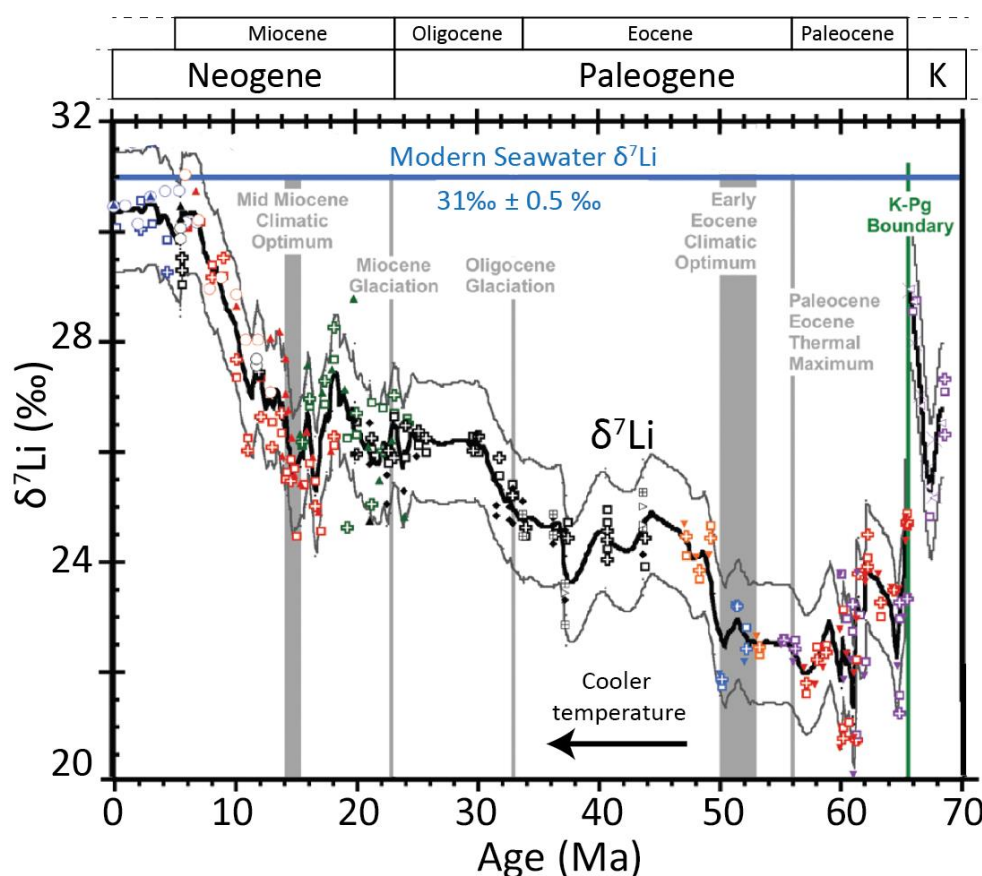 Miocene Oligocene Eocene Paleocene
Neogene Paleogene K
32
Modern Seawater δ⁷Li
31‰ ± 0.5 ‰
Mid Miocene
Climatic
Optimum
Early
Eocene
Climatic
Optimum
K-Pg
Boundary
Miocene
Glaciation
Oligocene
Glaciation
Paleocene
Eocene
Thermal
Maximum
28
δ⁷Li
24
Cooler
temperature
20
δ⁷Li (‰)
0 10 20 30 40 50 60 70
Age (Ma)